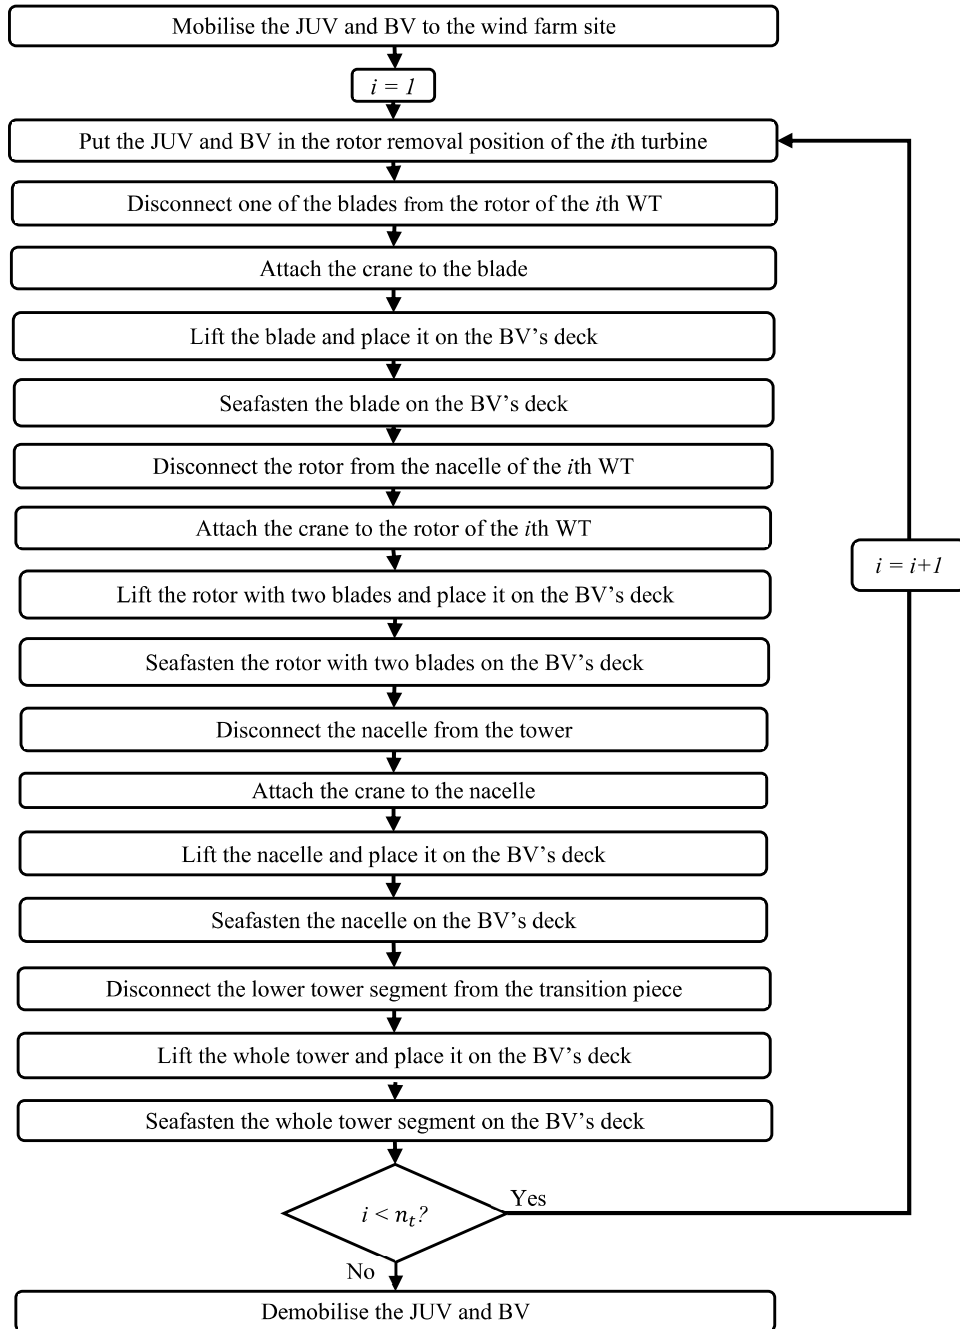 Mobilise the JUV and BV to the wind farm site
i = 1
Put the JUV and BV in the rotor removal position of the ith turbine
Disconnect one of the blades from the rotor of the ith WT
Attach the crane to the blade
Lift the blade and place it on the BV's deck
Seafasten the blade on the BV's deck
Disconnect the rotor from the nacelle of the ith WT
Attach the crane to the rotor of the ith WT
i = i+1
Lift the rotor with two blades and place it on the BV's deck
Seafasten the rotor with two blades on the BV's deck
Disconnect the nacelle from the tower
Attach the crane to the nacelle
Lift the nacelle and place it on the BV's deck
Seafasten the nacelle on the BV's deck
Disconnect the lower tower segment from the transition piece
Lift the whole tower and place it on the BV's deck
Seafasten the whole tower segment on the BV's deck
i < nₜ?
Yes
No
Demobilise the JUV and BV